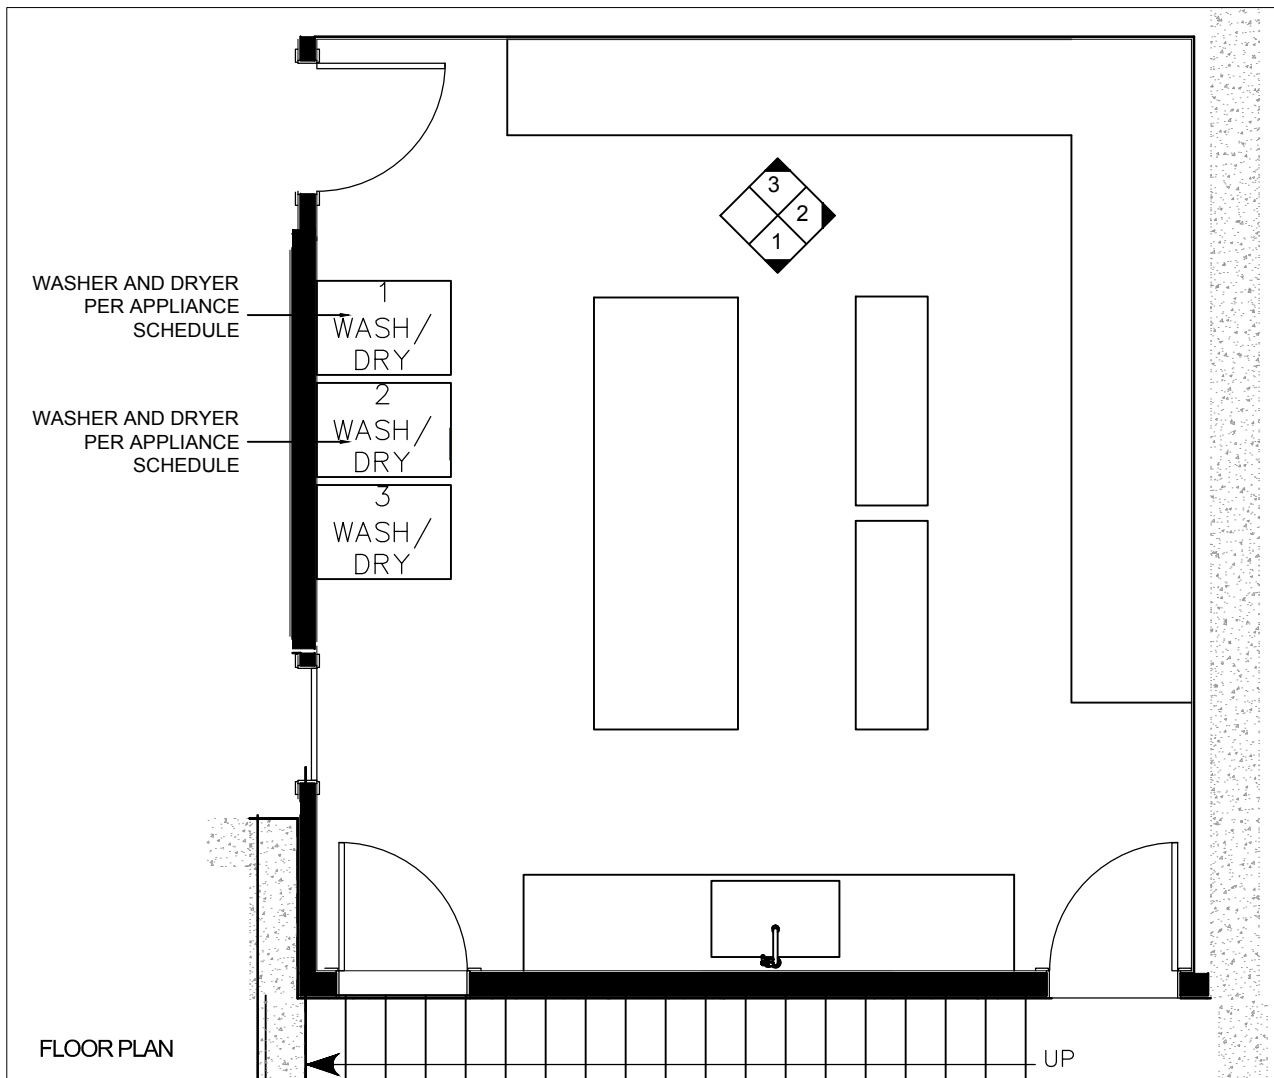 3
2
1
WASHER AND DRYER
PER APPLIANCE
SCHEDULE
1
WASH/
DRY
WASHER AND DRYER
PER APPLIANCE
SCHEDULE
2
WASH/
DRY
3
WASH/
DRY
FLOOR PLAN
UP